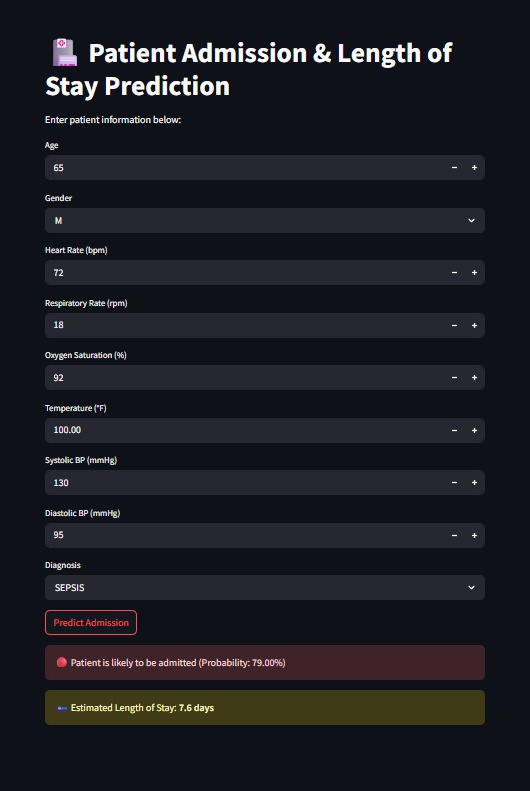 Patient Admission & Length of
Stay Prediction
Enter patient information below:
Age
65
Gender
M
Heart Rate (bpm)
72
Respiratory Rate (rpm)
18
Oxygen Saturation (%)
92
Temperature (°F)
100.00
Systolic BP (mmHg)
130
Diastolic BP (mmHg)
95
Diagnosis
SEPSIS
Predict Admission
Patient is likely to be admitted (Probability: 79.00%)
Estimated Length of Stay: 7.6 days